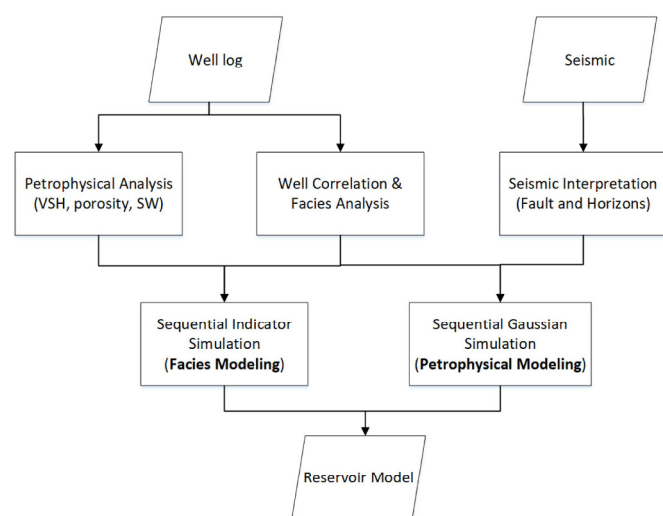 Well log
Seismic
Petrophysical Analysis
(VSH, porosity, SW)
Well Correlation &
Facies Analysis
Seismic Interpretation
(Fault and Horizons)
Sequential Indicator
Simulation
(Facies Modeling)
Sequential Gaussian
Simulation
(Petrophysical Modeling)
Reservoir Model